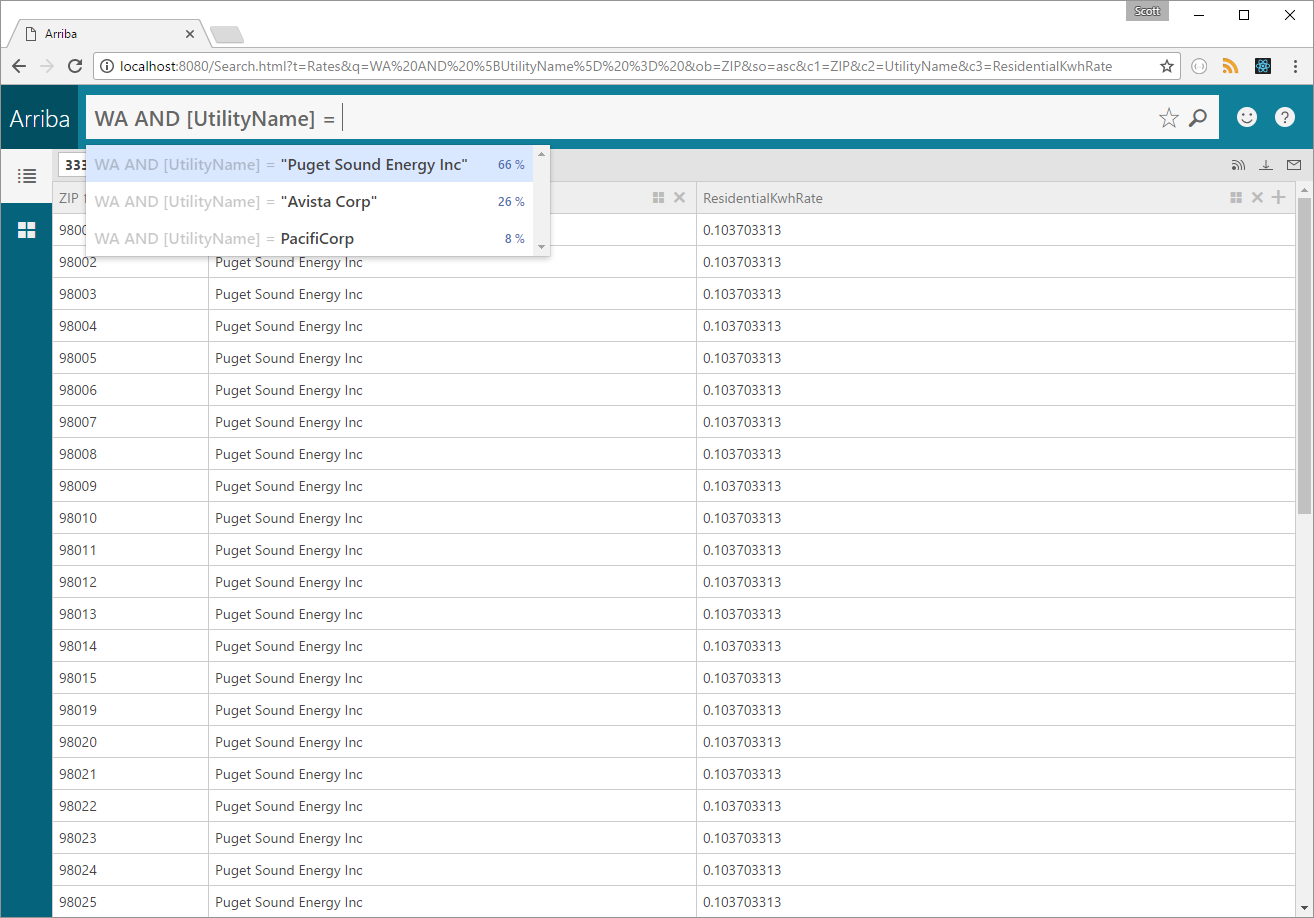 Scott
Arriba
localhost:8080/Search.html?t=Rates&q=WA%20AND%20%5BUtilityName%5D%20%3D%20&ob=ZIP&so=asc&c1=ZIP&c2=UtilityName&c3=ResidentialKwhRate
Arriba WA AND [UtilityName] =
333
WA AND [UtilityName] = "Puget Sound Energy Inc" 66 %
WA AND [UtilityName] = "Avista Corp" 26 %
WA AND [UtilityName] = PacifiCorp 8 %
ZIP ResidentialKwhRate
0.103703313
98002 Puget Sound Energy Inc 0.103703313
98003 Puget Sound Energy Inc 0.103703313
98004 Puget Sound Energy Inc 0.103703313
98005 Puget Sound Energy Inc 0.103703313
98006 Puget Sound Energy Inc 0.103703313
98007 Puget Sound Energy Inc 0.103703313
98008 Puget Sound Energy Inc 0.103703313
98009 Puget Sound Energy Inc 0.103703313
98010 Puget Sound Energy Inc 0.103703313
98011 Puget Sound Energy Inc 0.103703313
98012 Puget Sound Energy Inc 0.103703313
98013 Puget Sound Energy Inc 0.103703313
98014 Puget Sound Energy Inc 0.103703313
98015 Puget Sound Energy Inc 0.103703313
98019 Puget Sound Energy Inc 0.103703313
98020 Puget Sound Energy Inc 0.103703313
98021 Puget Sound Energy Inc 0.103703313
98022 Puget Sound Energy Inc 0.103703313
98023 Puget Sound Energy Inc 0.103703313
98024 Puget Sound Energy Inc 0.103703313
98025 Puget Sound Energy Inc 0.103703313